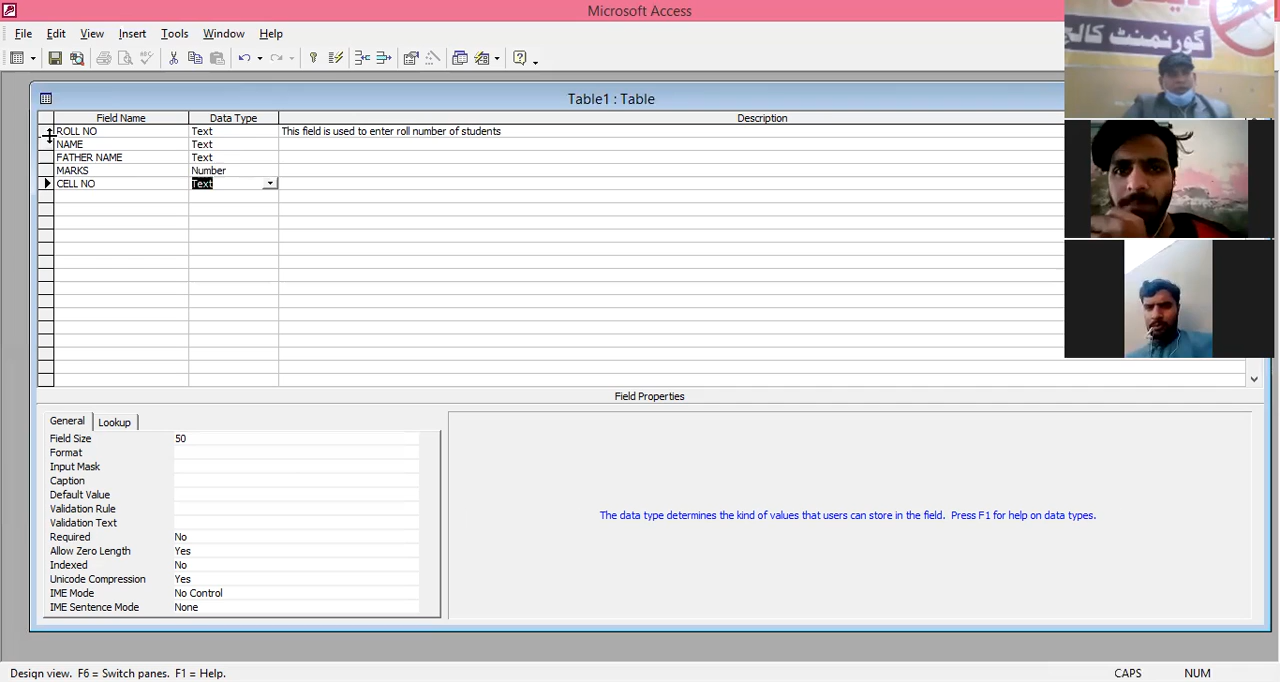 Microsoft Access
File Edit View Insert Tools Window Help
Table1 : Table
Field Name Data Type Description
ROLL NO Text This field is used to enter roll number of students
NAME Text
FATHER NAME Text
MARKS Number
CELL NO Text
Field Properties
General Lookup
Field Size 50
Format
Input Mask
Caption
Default Value
Validation Rule
Validation Text
Required No
Allow Zero Length Yes
Indexed No
Unicode Compression Yes
IME Mode No Control
IME Sentence Mode None
The data type determines the kind of values that users can store in the field. Press F1 for help on data types.
Design view. F6 = Switch panes. F1 = Help. CAPS NUM
گورنمنٹ کالج